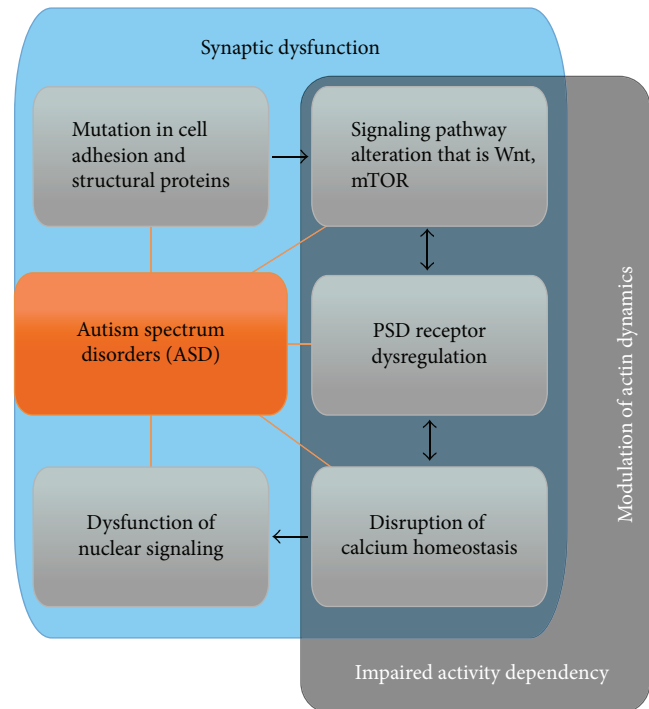 Synaptic dysfunction
Mutation in cell
adhesion and
structural proteins
Signaling pathway
alteration that is Wnt,
mTOR
Autism spectrum
disorders (ASD)
PSD receptor
dysregulation
Dysfunction of
nuclear signaling
Disruption of
calcium homeostasis
Modulation of actin dynamics
Impaired activity dependency